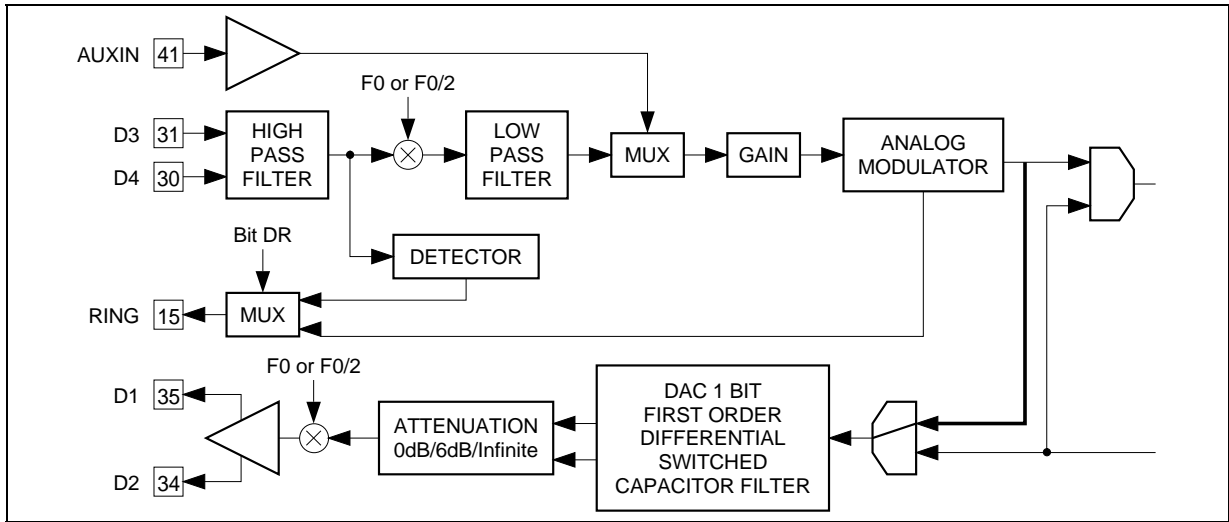 AUXIN 41
F0 or F0/2
D3 31
D4 30
HIGH
PASS
FILTER
LOW
PASS
FILTER
MUX
GAIN
ANALOG
MODULATOR
Bit DR
DETECTOR
RING 15
MUX
F0 or F0/2
D1 35
D2 34
ATTENUATION
0dB/6dB/Infinite
DAC 1 BIT
FIRST ORDER
DIFFERENTIAL
SWITCHED
CAPACITOR FILTER